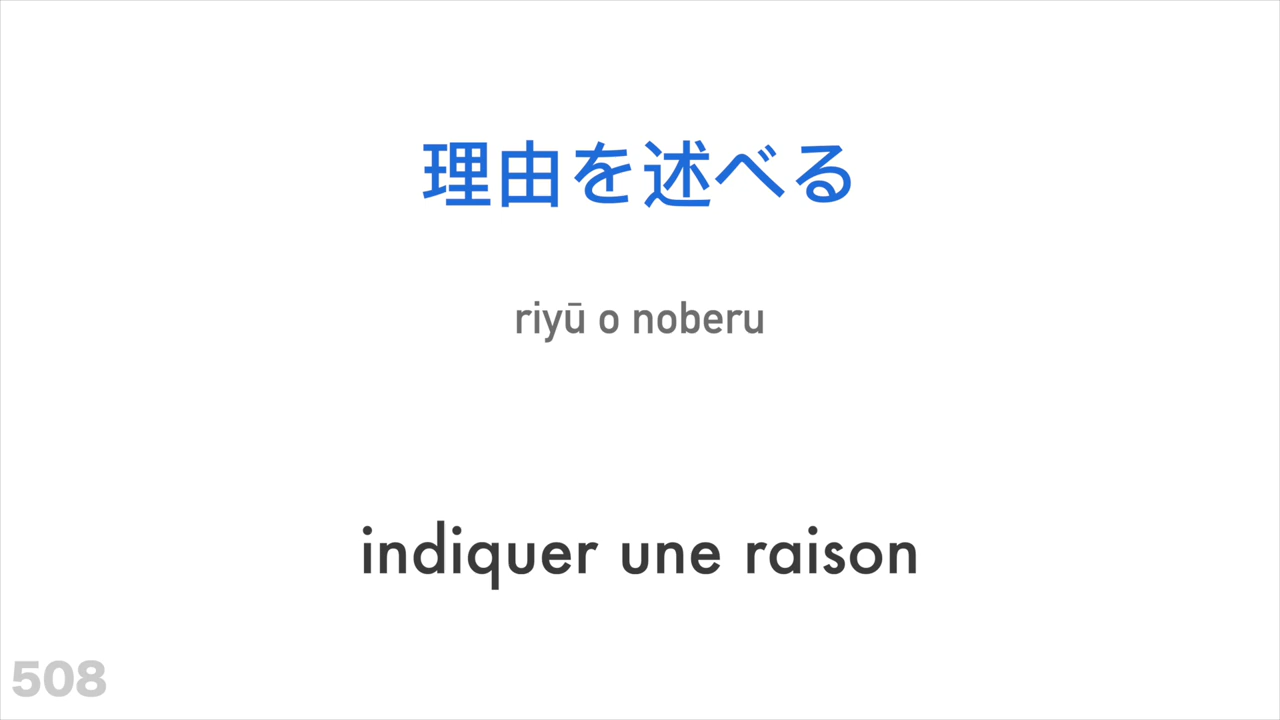 理由を述べる
riyū o noberu
indiquer une raison
508